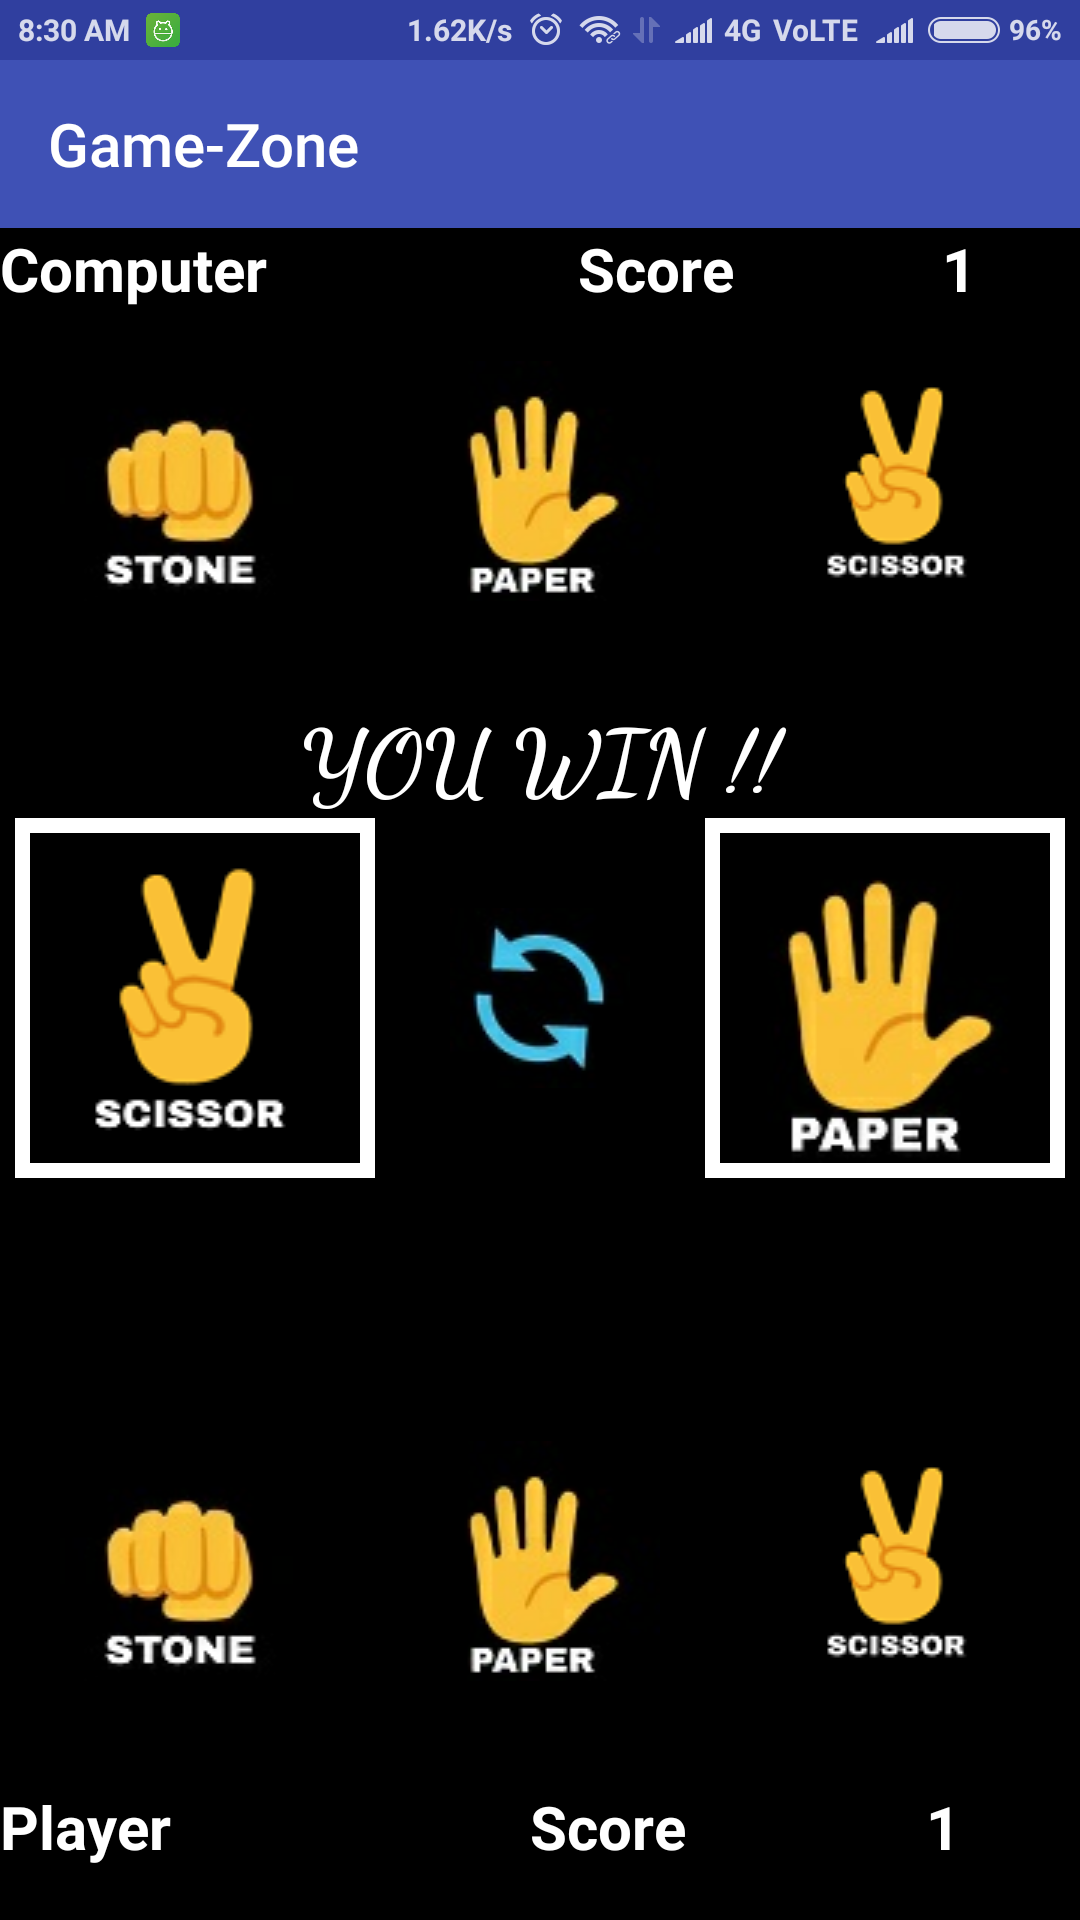 8:30 AM 1.62K/s 4G VoLTE 96%
Game-Zone
Computer Score 1
STONE PAPER SCISSOR
YOU WIN !!
SCISSOR PAPER
STONE PAPER SCISSOR
Player Score 1